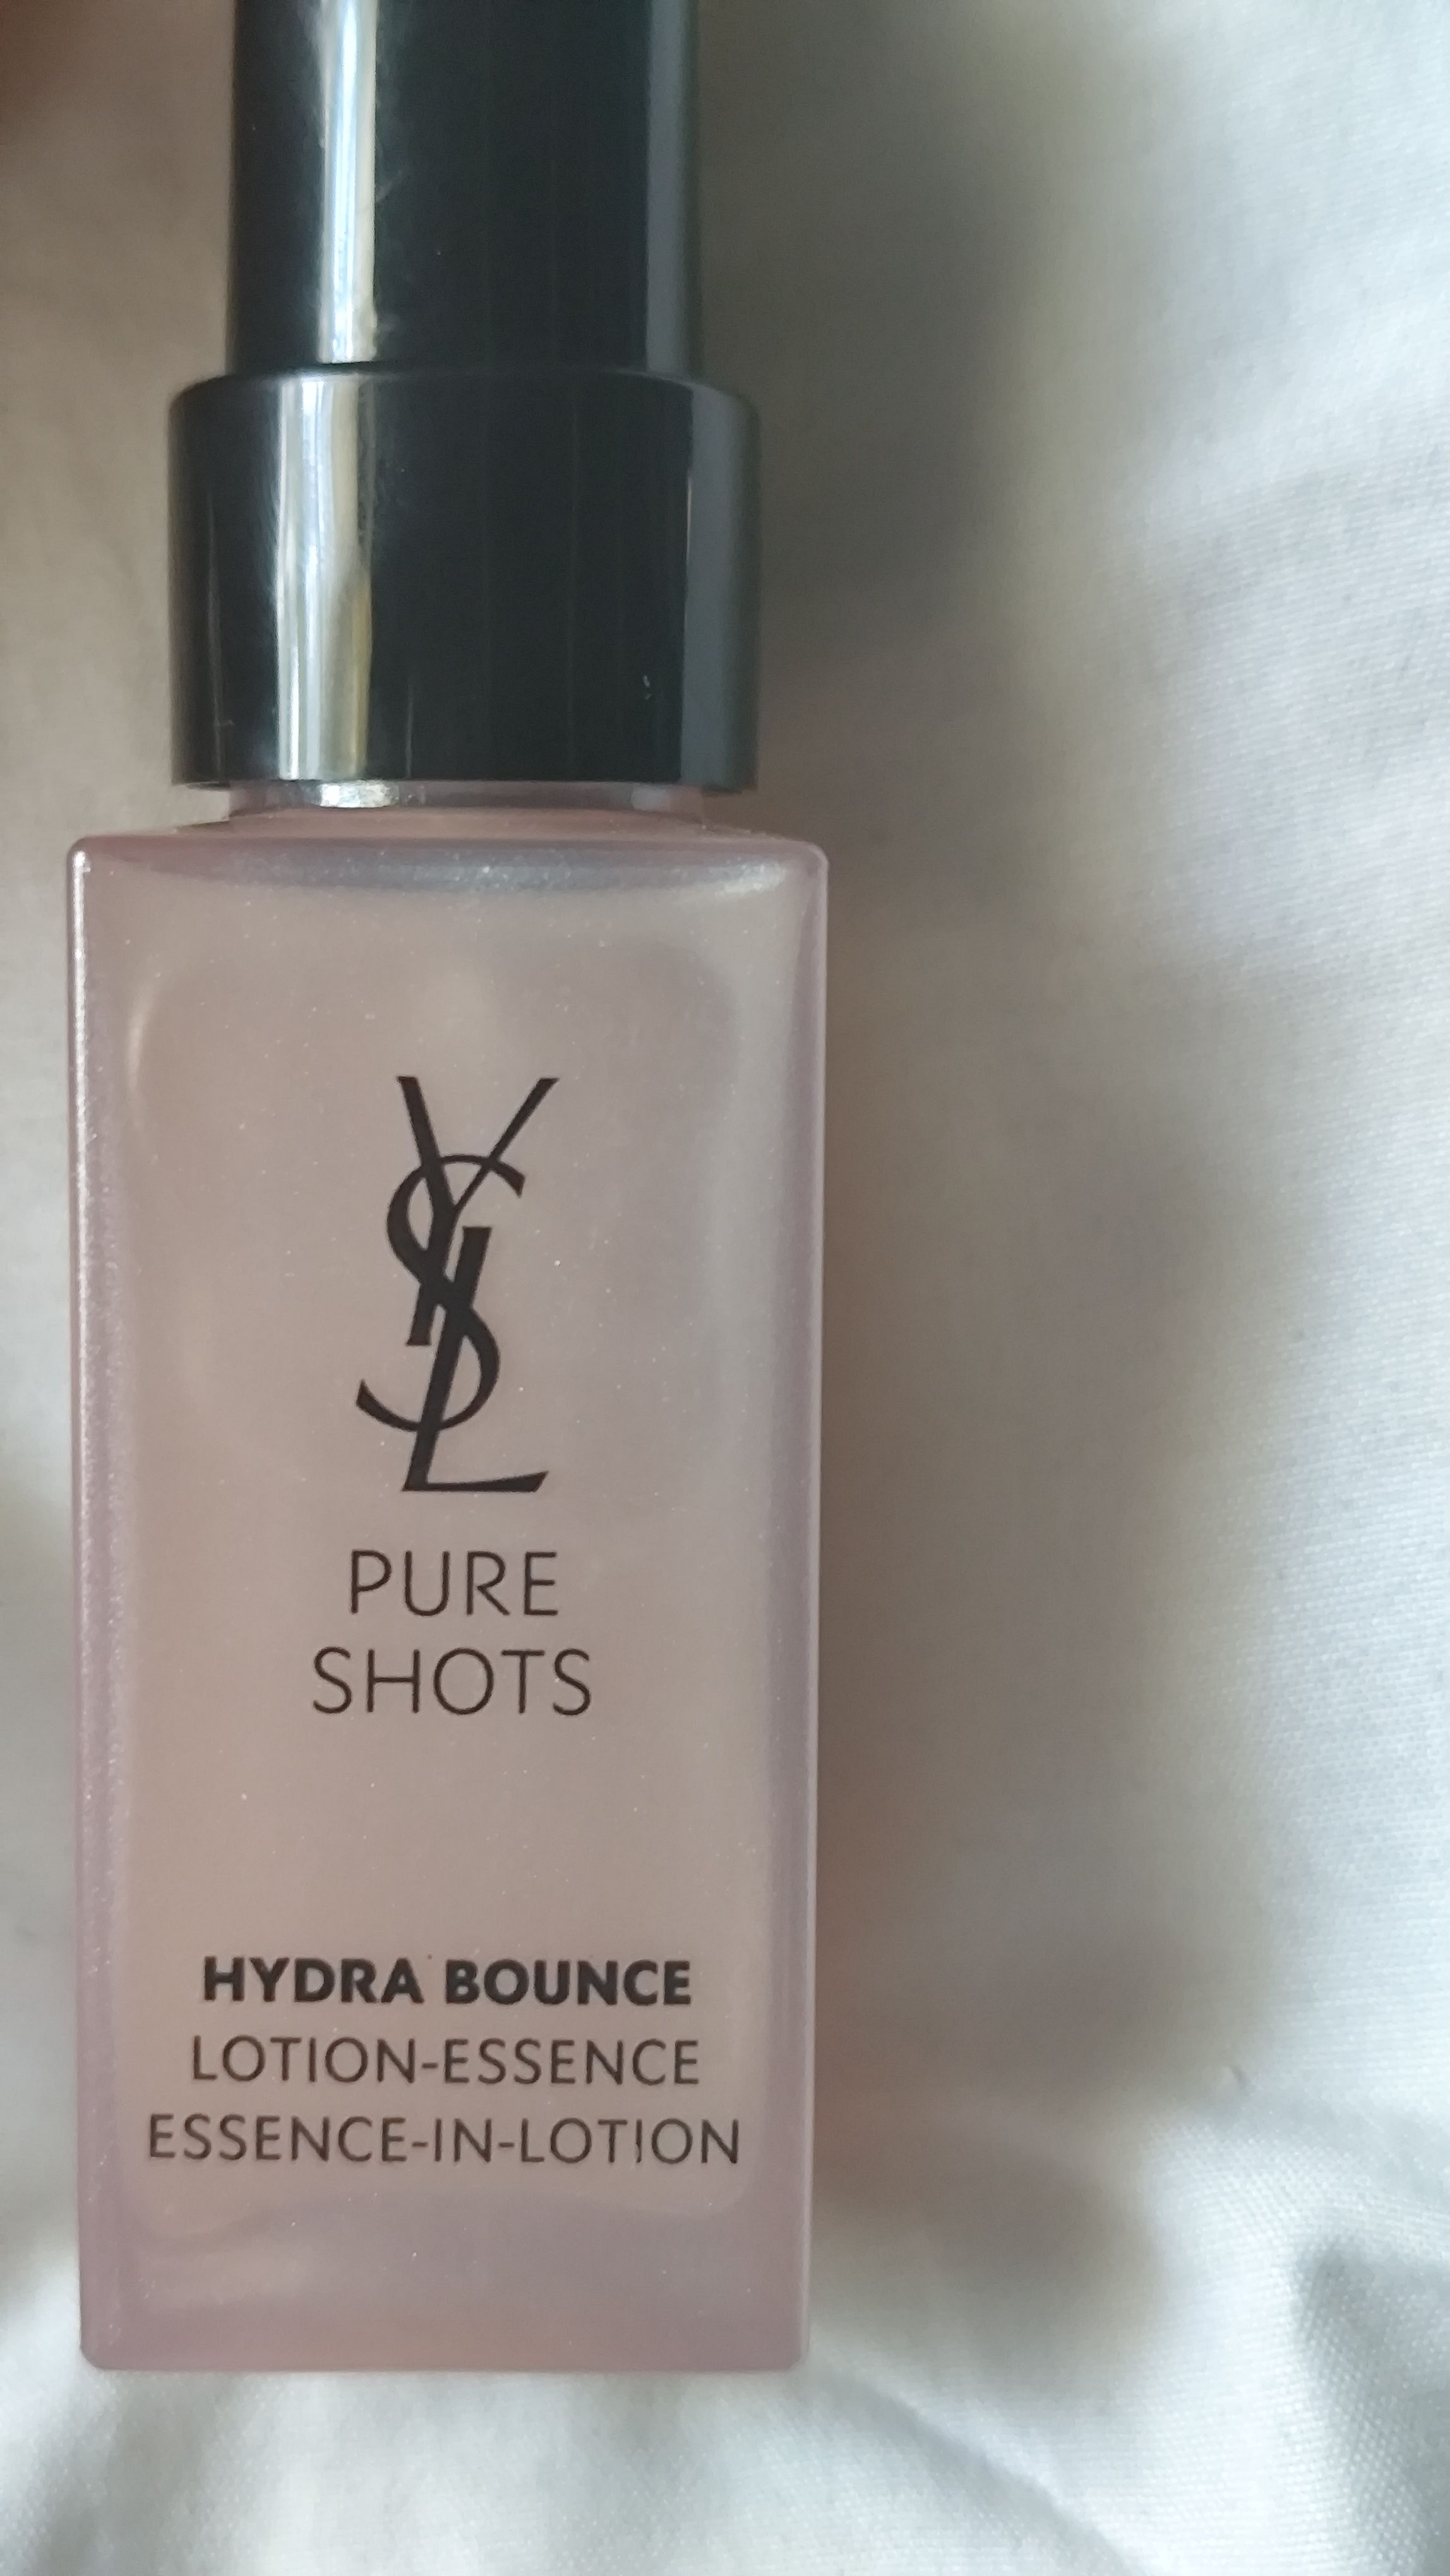 YSL
PURE
SHOTS
HYDRA BOUNCE
LOTION-ESSENCE
ESSENCE-IN-LOTION